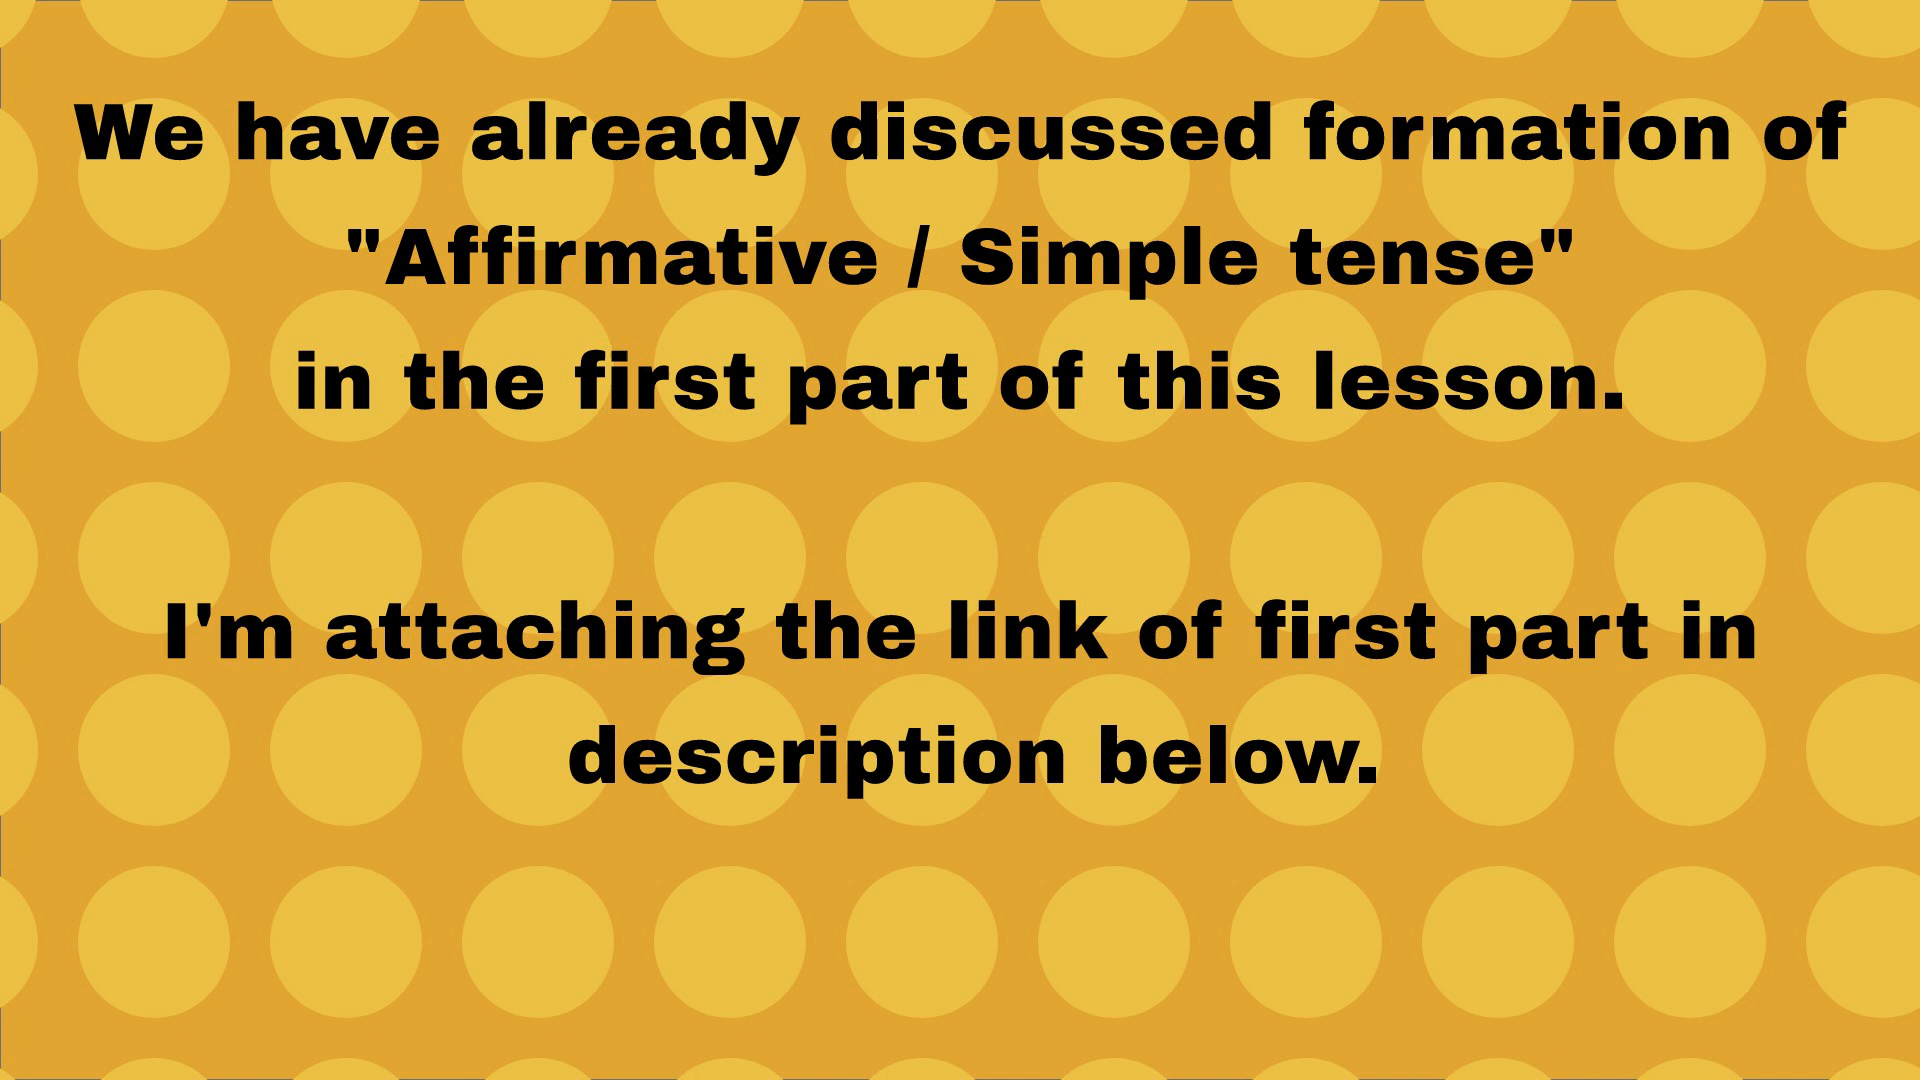 We have already discussed formation of
"Affirmative / Simple tense"
in the first part of this lesson.
I'm attaching the link of first part in
description below.